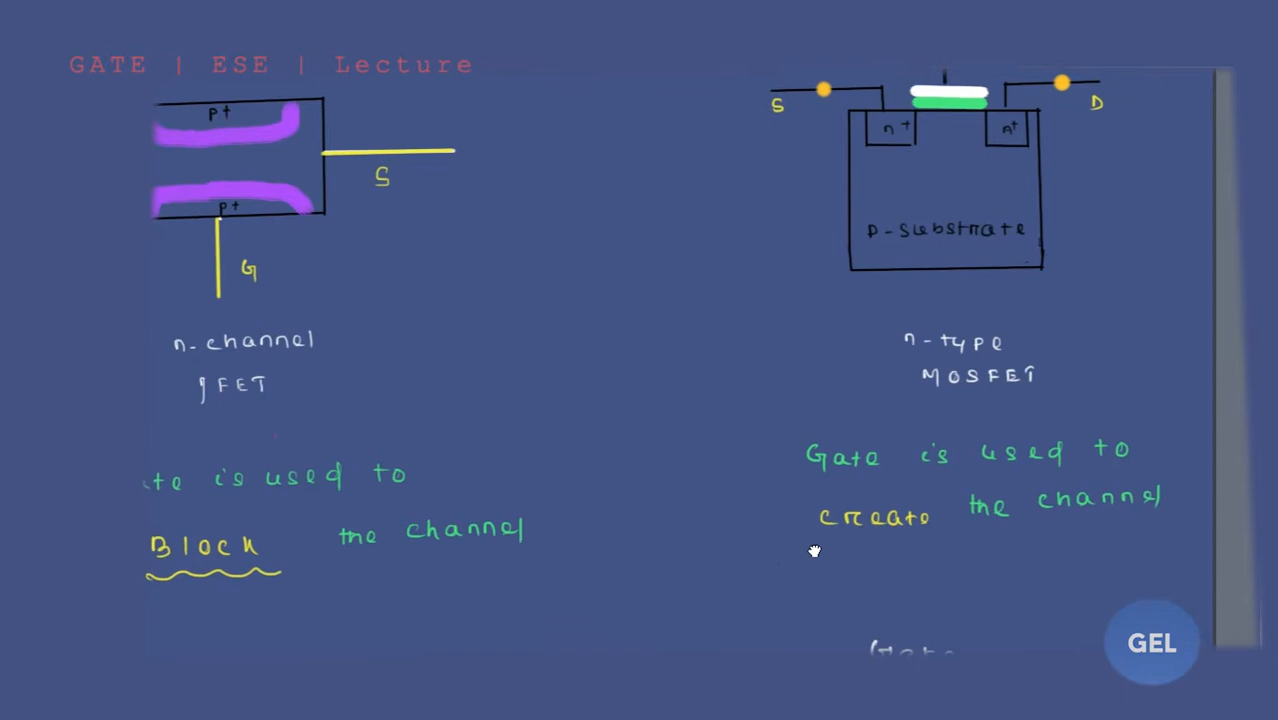 GATE | ESE | Lecture
P+
S
P+
G
n-channel
JFET
te is used to
Block the channel
S
D
n+
n+
P-substrate
n-type
MOSFET
Gate is used to
create the channel
GEL